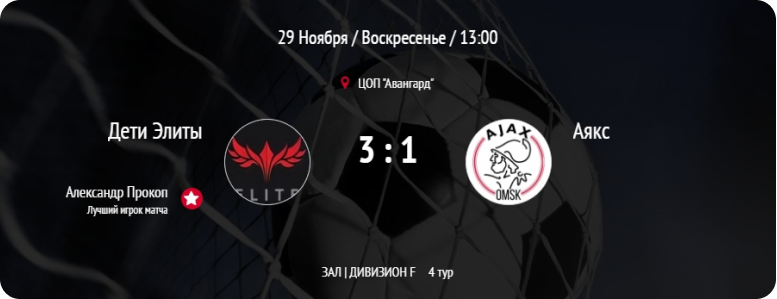 29 Ноября / Воскресенье / 13:00
ЦОП "Авангард"
Дети Элиты
3 : 1
Аякс
AJAX
OMSK
ELITE
Александр Прокоп
Лучший игрок матча
ЗАЛ | ДИВИЗИОН F 4 тур